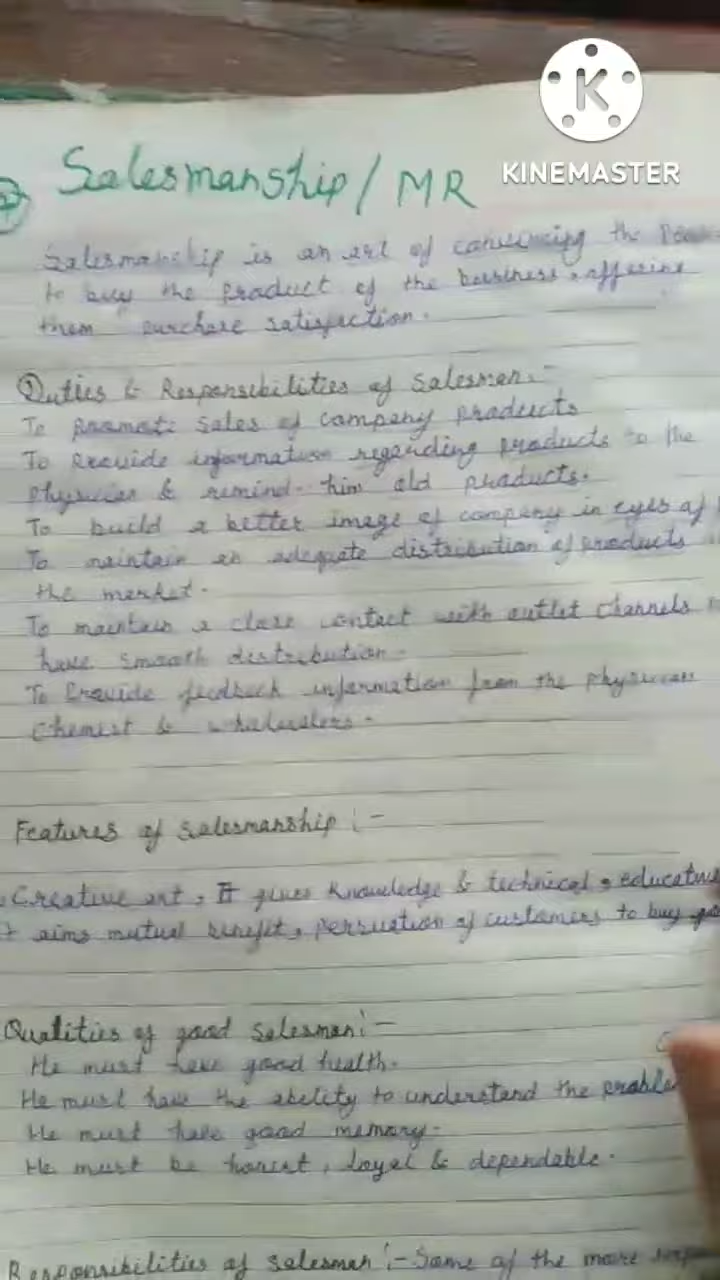 K
KINEMASTER
Salesmanship / MR
Salesmanship is an art of convencing the
to buy the product of the business, offering
them purchase satisfaction.
Duties & Responsibilities of Salesman:-
To promote sales of company products
To Provide information regarding products to the
physician & remind him old products.
To build a better image of company in eyes of
To maintain an adequate distribution of products
the market.
To maintain a close contact with outlet channels
have smooth distribution.
To Provide feedback information from the physician
chemist & wholesalers.
Features of salesmanship :-
Creative art, It gives knowledge & technical, educative
aims mutual benefit, persuation of customers to buy
Qualities of good Salesman:-
He must have good health.
He must have the ability to understand the
He must have good memory.
He must be honest, loyal & dependable.
Responsibilities of salesman :- Some of the more